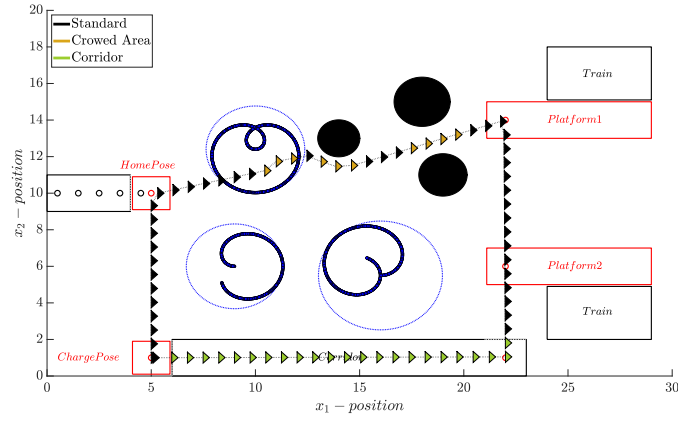 20
18
16
14
12
10
8
6
4
2
0
0
5
10
15
20
25
30
x2 − position
x1 − position
Standard
Crowed Area
Corridor
Train
Platform1
HomePose
Platform2
Train
ChargePose
Corridor